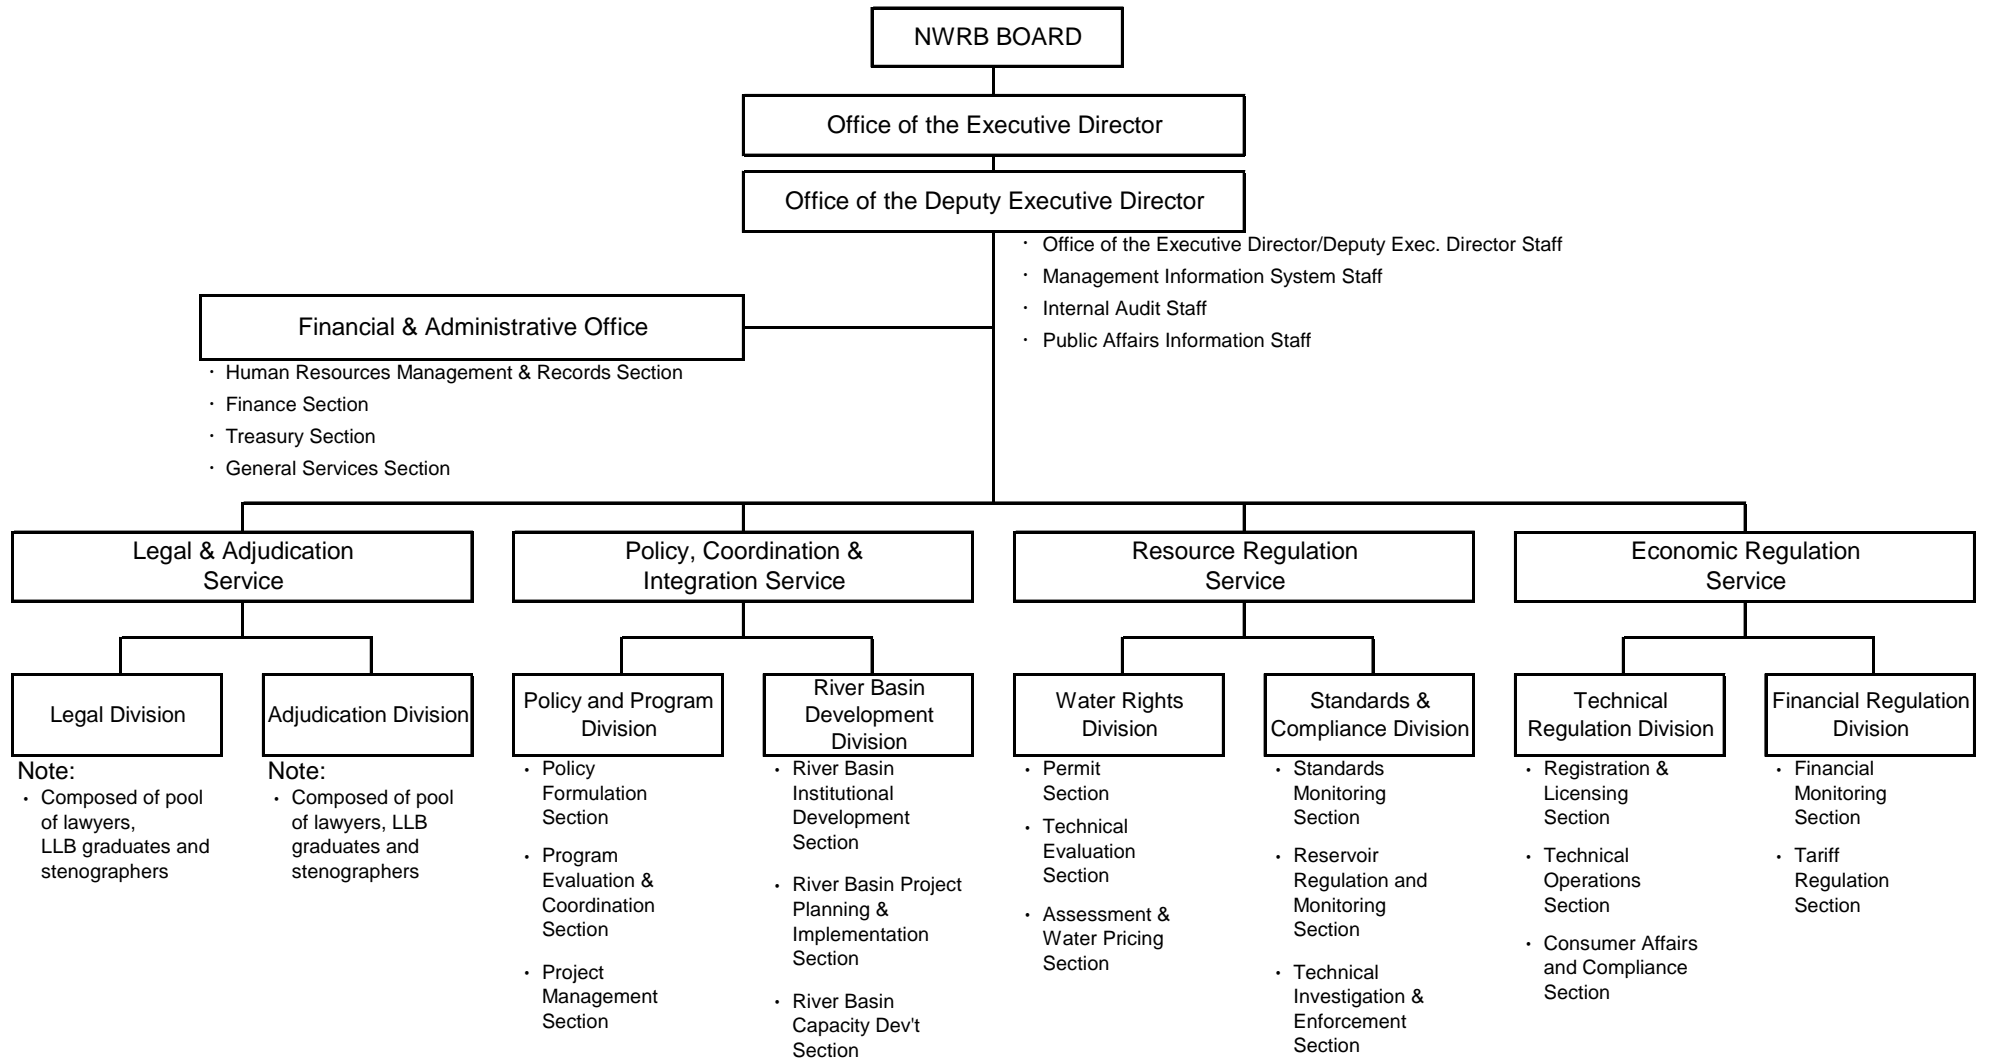 NWRB BOARD
Office of the Executive Director
Office of the Deputy Executive Director
・ Office of the Executive Director/Deputy Exec. Director Staff
・ Management Information System Staff
・ Internal Audit Staff
・ Public Affairs Information Staff
Financial & Administrative Office
・ Human Resources Management & Records Section
・ Finance Section
・ Treasury Section
・ General Services Section
Legal & Adjudication
Service
Policy, Coordination &
Integration Service
Resource Regulation
Service
Economic Regulation
Service
Legal Division
Note:
・ Composed of pool
of lawyers,
LLB graduates and
stenographers
Adjudication Division
Note:
・ Composed of pool
of lawyers, LLB
graduates and
stenographers
Policy and Program
Division
・ Policy
Formulation
Section
・ Program
Evaluation &
Coordination
Section
・ Project
Management
Section
River Basin
Development
Division
・ River Basin
Institutional
Development
Section
・ River Basin Project
Planning &
Implementation
Section
・ River Basin
Capacity Dev't
Section
Water Rights
Division
・ Permit
Section
・ Technical
Evaluation
Section
・ Assessment &
Water Pricing
Section
Standards &
Compliance Division
・ Standards
Monitoring
Section
・ Reservoir
Regulation and
Monitoring
Section
・ Technical
Investigation &
Enforcement
Section
Technical
Regulation Division
・ Registration &
Licensing
Section
・ Technical
Operations
Section
・ Consumer Affairs
and Compliance
Section
Financial Regulation
Division
・ Financial
Monitoring
Section
・ Tariff
Regulation
Section